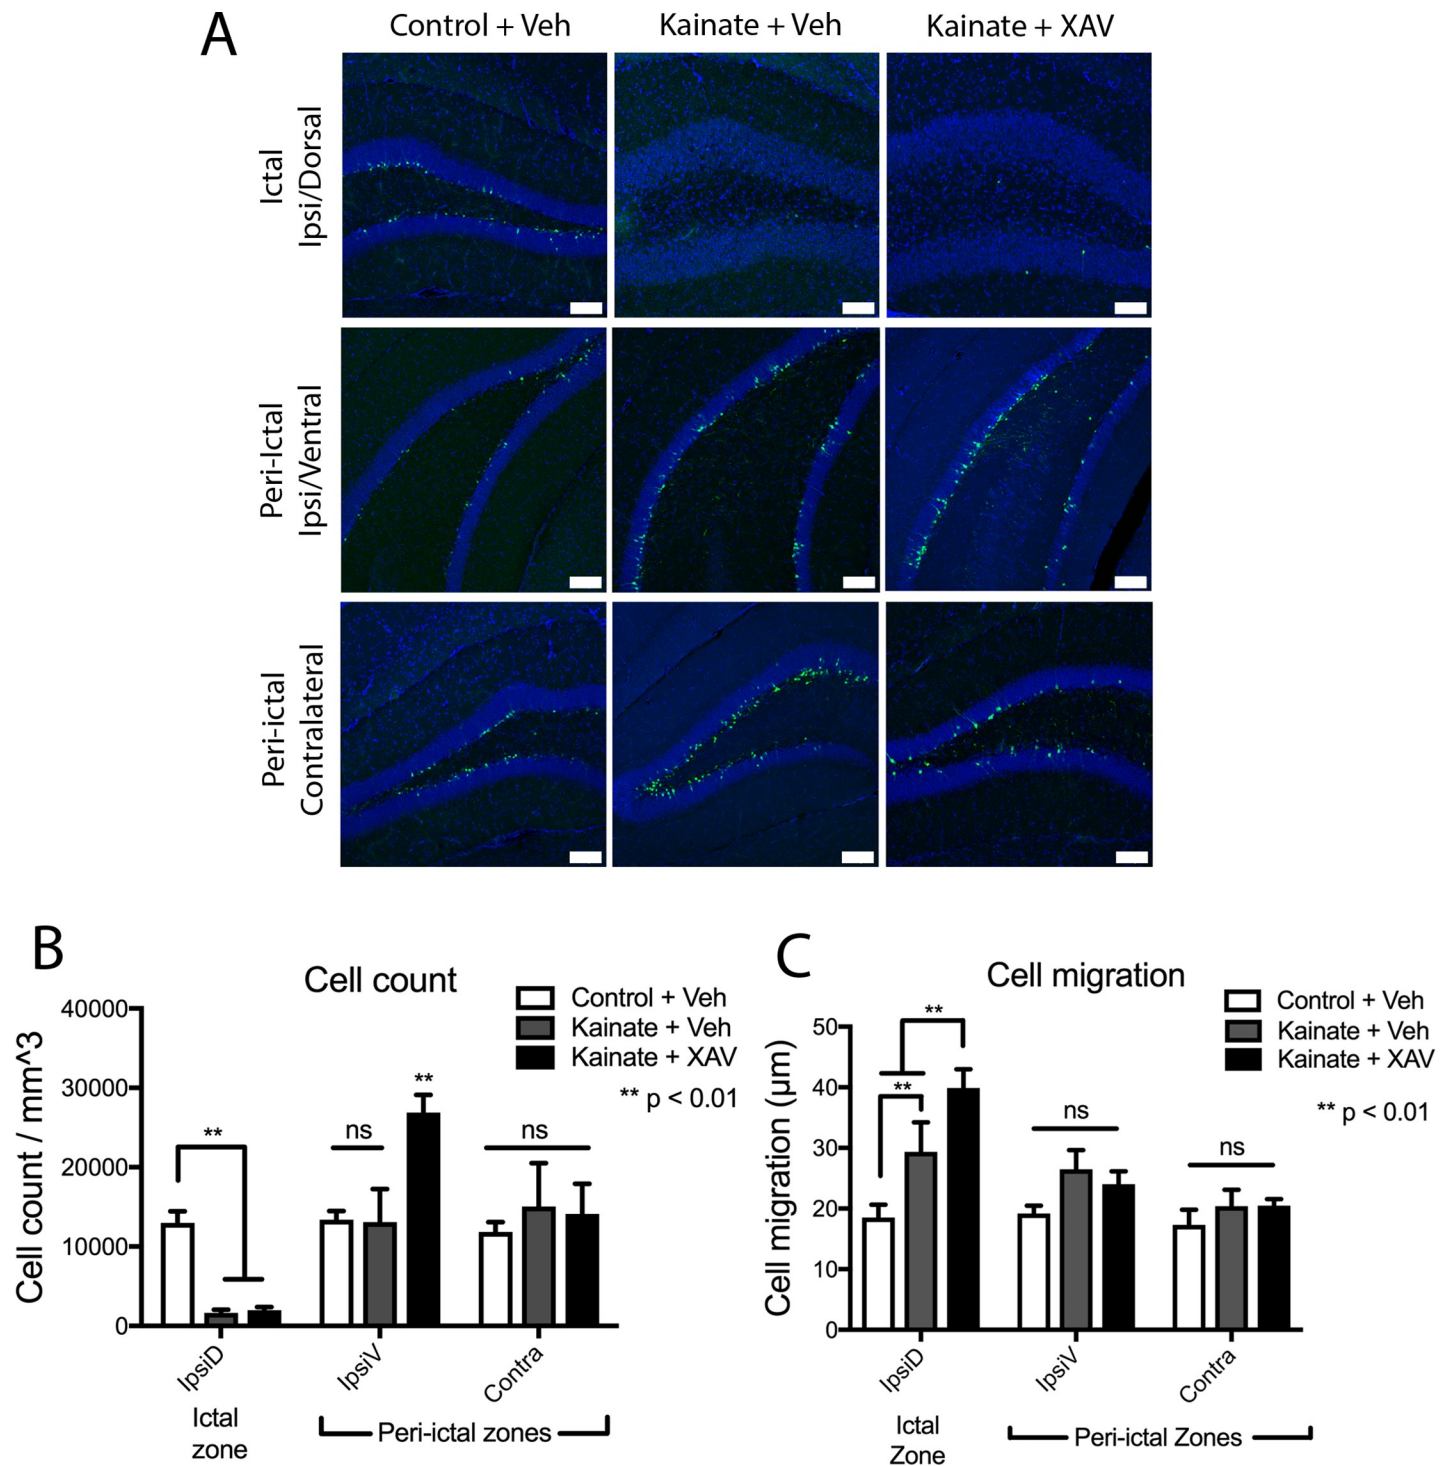 A
Control + Veh
Kainate + Veh
Kainate + XAV
Ictal
Ipsi/Dorsal
Peri-Ictal
Ipsi/Ventral
Peri-ictal
Contralateral
B
Cell count
Control + Veh
Kainate + Veh
Kainate + XAV
** p < 0.01
Cell count / mm^3
40000
30000
20000
10000
0
**
ns
**
ns
IpsiD
IpsiV
Contra
Ictal
zone
Peri-ictal zones
C
Cell migration
Control + Veh
Kainate + Veh
Kainate + XAV
** p < 0.01
Cell migration (µm)
50
40
30
20
10
0
**
**
ns
ns
IpsiD
IpsiV
Contra
Ictal
Zone
Peri-ictal Zones